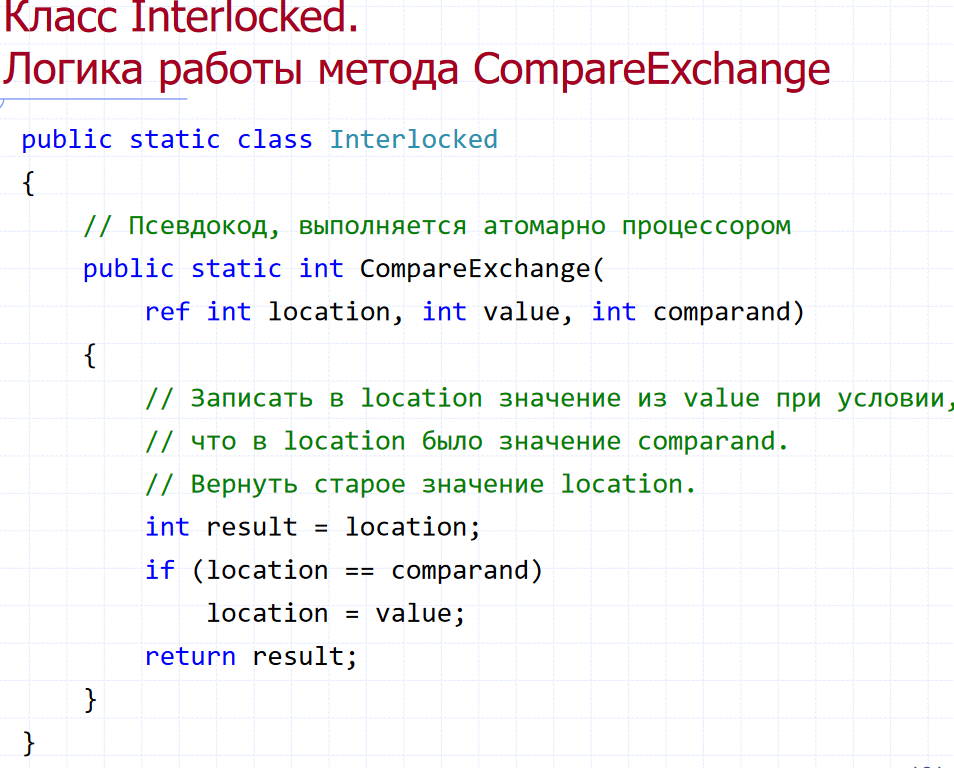 Класс Interlocked.
Логика работы метода CompareExchange
public static class Interlocked
{
// Псевдокод, выполняется атомарно процессором
public static int CompareExchange(
ref int location, int value, int comparand)
{
// Записать в location значение из value при условии,
// что в location было значение comparand.
// Вернуть старое значение location.
int result = location;
if (location == comparand)
location = value;
return result;
}
}